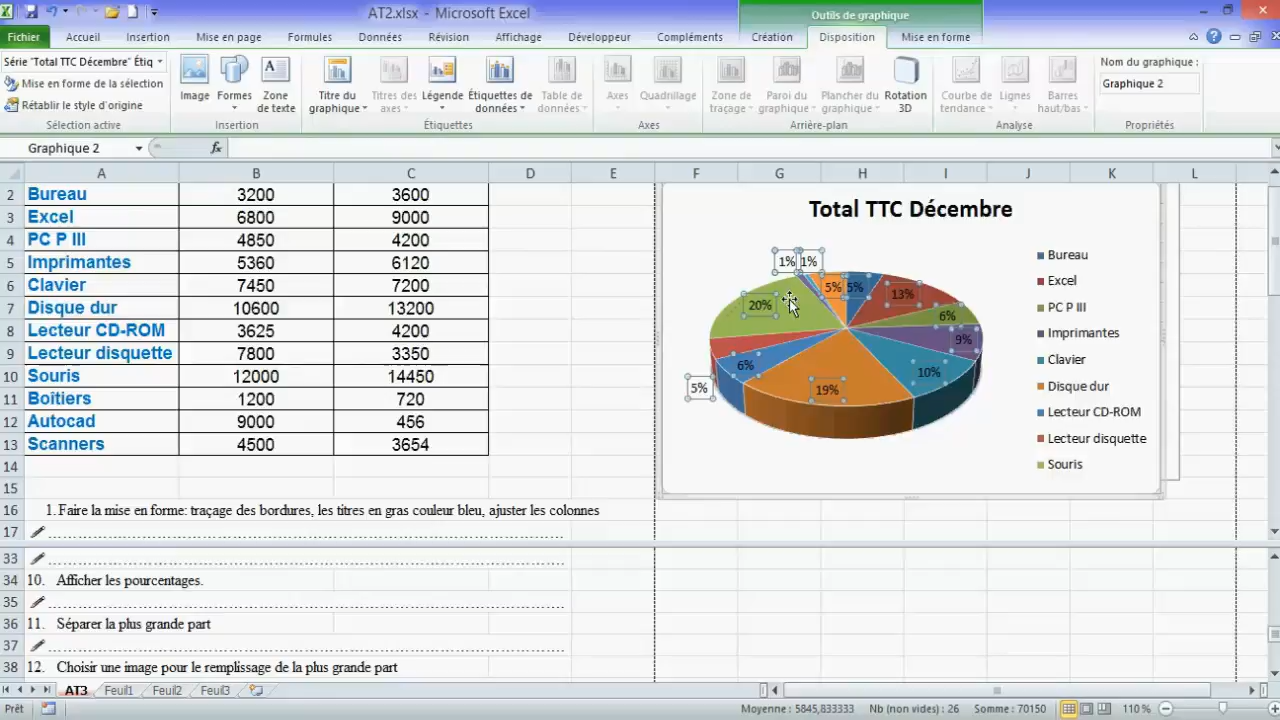 AT2.xlsx - Microsoft Excel
Outils de graphique
Fichier Accueil Insertion Mise en page Formules Données Révision Affichage Développeur Compléments Création Disposition Mise en forme
Série "Total TTC Décembre" Étiq
Mise en forme de la sélection
Rétablir le style d'origine
Sélection active
Image Formes Zone de texte
Insertion
Titre du graphique Titres des axes Légende Étiquettes de données Table de données
Étiquettes
Axes Quadrillage
Axes
Zone de traçage Paroi du graphique Plancher du graphique Rotation 3D
Arrière-plan
Courbe de tendance Lignes Barres haut/bas
Analyse
Nom du graphique :
Graphique 2
Propriétés
Graphique 2 fx
A B C D E F G H I J K L
2 Bureau 3200 3600
3 Excel 6800 9000
4 PC P III 4850 4200
5 Imprimantes 5360 6120
6 Clavier 7450 7200
7 Disque dur 10600 13200
8 Lecteur CD-ROM 3625 4200
9 Lecteur disquette 7800 3350
10 Souris 12000 14450
11 Boîtiers 1200 720
12 Autocad 9000 456
13 Scanners 4500 3654
14
15
16 1. Faire la mise en forme: traçage des bordures, les titres en gras couleur bleu, ajuster les colonnes
17
33
34 10. Afficher les pourcentages.
35
36 11. Séparer la plus grande part
37
38 12. Choisir une image pour le remplissage de la plus grande part
Total TTC Décembre
1% 1%
5% 5%
13%
20%
6%
9%
6%
10%
5%
19%
Bureau
Excel
PC P III
Imprimantes
Clavier
Disque dur
Lecteur CD-ROM
Lecteur disquette
Souris
AT3 Feuil1 Feuil2 Feuil3
Prêt Moyenne : 5845,833333 Nb (non vides) : 26 Somme : 70150 110 %